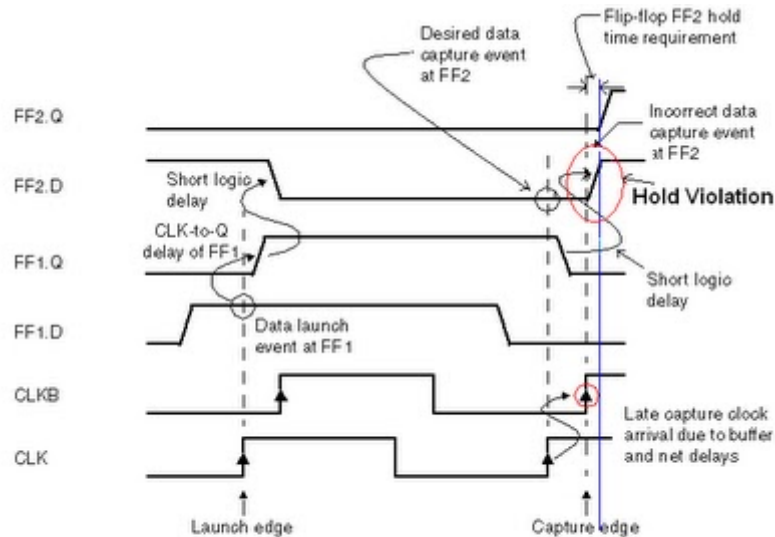 Flip-flop FF2 hold
time requirement
Desired data
capture event
at FF2
Incorrect data
capture event
at FF2
FF2.Q
FF2.D
Short logic
delay
Hold Violation
CLK-to-Q
delay of FF1
FF1.Q
Short logic
delay
FF1.D
Data launch
event at FF1
CLKB
Late capture clock
arrival due to buffer
and net delays
CLK
Launch edge
Capture edge